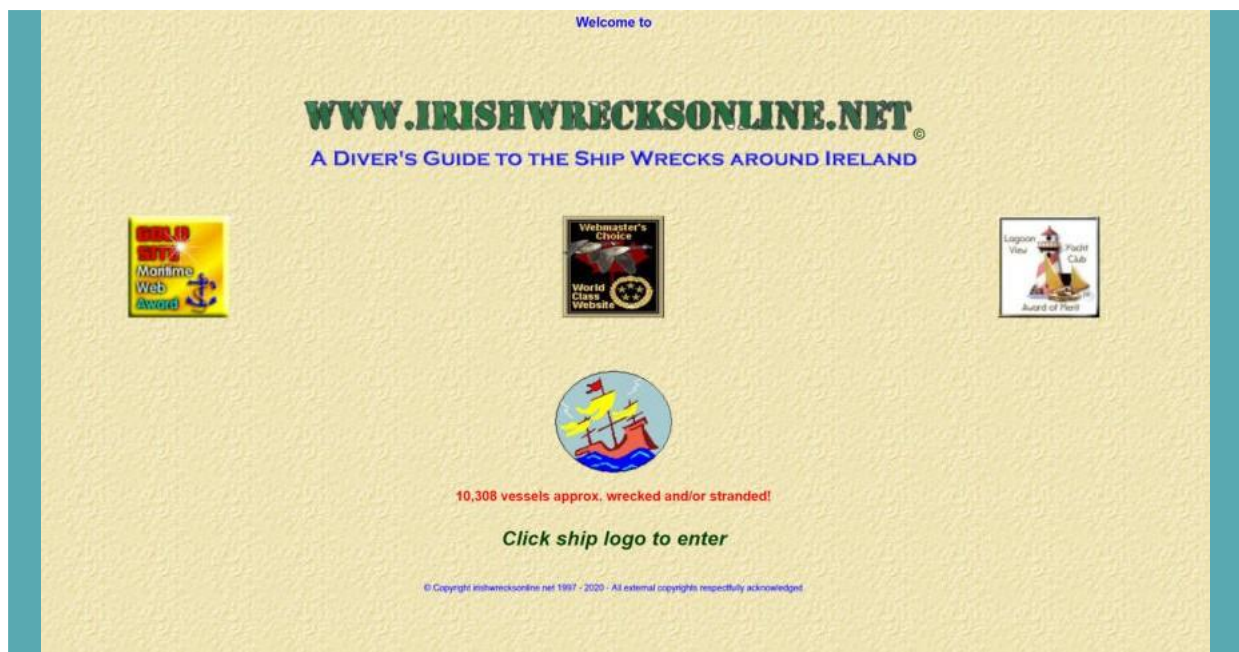 Welcome to
WWW.IRISHWRECKSONLINE.NET ©
A DIVER'S GUIDE TO THE SHIP WRECKS AROUND IRELAND
GOLD
SITE
Maritime
Web
Award
Webmaster's
Choice
World
Class
Website
Lagoon Yacht
View Club
Award of Merit
10,308 vessels approx. wrecked and/or stranded!
Click ship logo to enter
© Copyright irishwrecksonline.net 1997 - 2020 - All external copyrights respectfully acknowledged